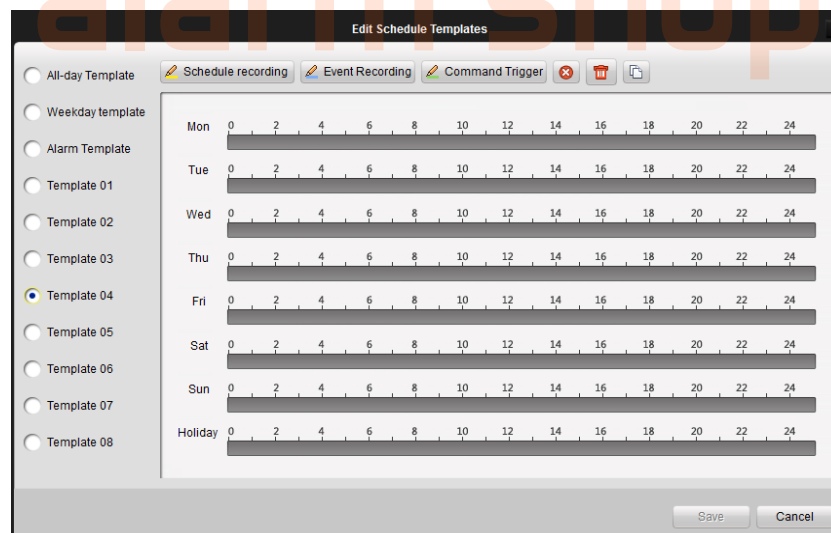 alarm shop
Edit Schedule Templates
All-day Template
Weekday template
Alarm Template
Template 01
Template 02
Template 03
Template 04
Template 05
Template 06
Template 07
Template 08
Schedule recording Event Recording Command Trigger
Mon 0 2 4 6 8 10 12 14 16 18 20 22 24
Tue 0 2 4 6 8 10 12 14 16 18 20 22 24
Wed 0 2 4 6 8 10 12 14 16 18 20 22 24
Thu 0 2 4 6 8 10 12 14 16 18 20 22 24
Fri 0 2 4 6 8 10 12 14 16 18 20 22 24
Sat 0 2 4 6 8 10 12 14 16 18 20 22 24
Sun 0 2 4 6 8 10 12 14 16 18 20 22 24
Holiday 0 2 4 6 8 10 12 14 16 18 20 22 24
Save Cancel